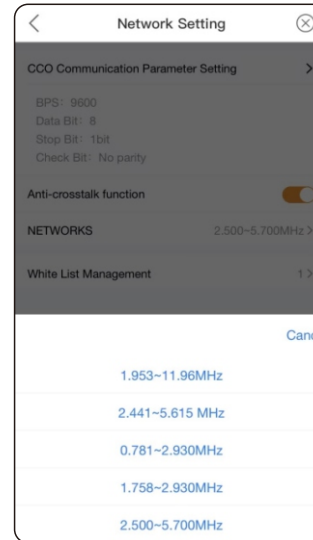 Network Setting
CCO Communication Parameter Setting
BPS: 9600
Data Bit: 8
Stop Bit: 1bit
Check Bit: No parity
Anti-crosstalk function
NETWORKS 2.500~5.700MHz
White List Management 1
Canc
1.953~11.96MHz
2.441~5.615 MHz
0.781~2.930MHz
1.758~2.930MHz
2.500~5.700MHz